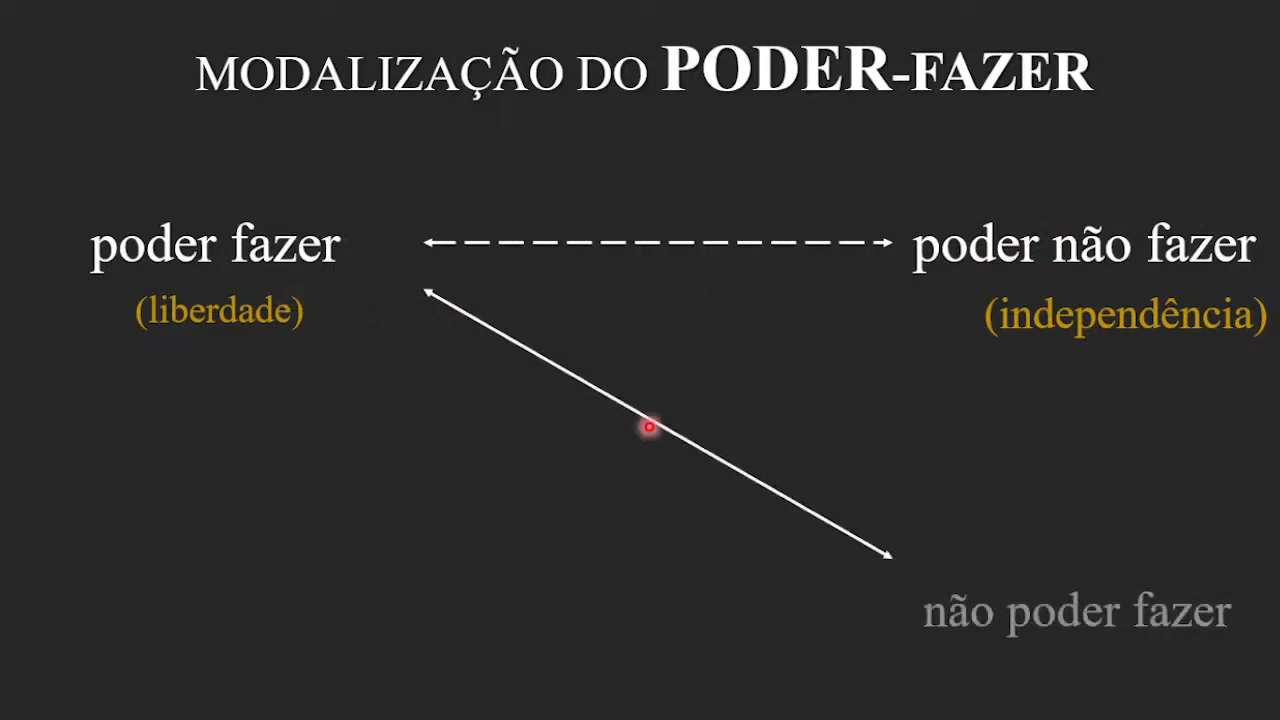 MODALIZAÇÃO DO PODER-FAZER
poder fazer
poder não fazer
(liberdade)
(independência)
não poder fazer